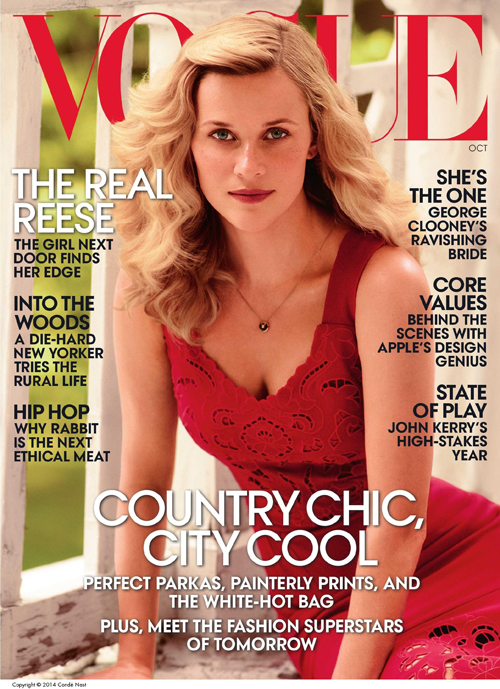 VOGUE
OCT
THE REAL
REESE
THE GIRL NEXT
DOOR FINDS
HER EDGE
INTO THE
WOODS
A DIE-HARD
NEW YORKER
TRIES THE
RURAL LIFE
HIP HOP
WHY RABBIT
IS THE NEXT
ETHICAL MEAT
SHE'S
THE ONE
GEORGE
CLOONEY'S
RAVISHING
BRIDE
CORE
VALUES
BEHIND THE
SCENES WITH
APPLE'S DESIGN
GENIUS
STATE
OF PLAY
JOHN KERRY'S
HIGH-STAKES
YEAR
COUNTRY CHIC,
CITY COOL
PERFECT PARKAS, PAINTERLY PRINTS, AND
THE WHITE-HOT BAG
PLUS, MEET THE FASHION SUPERSTARS
OF TOMORROW
Copyright © 2014 Condé Nast